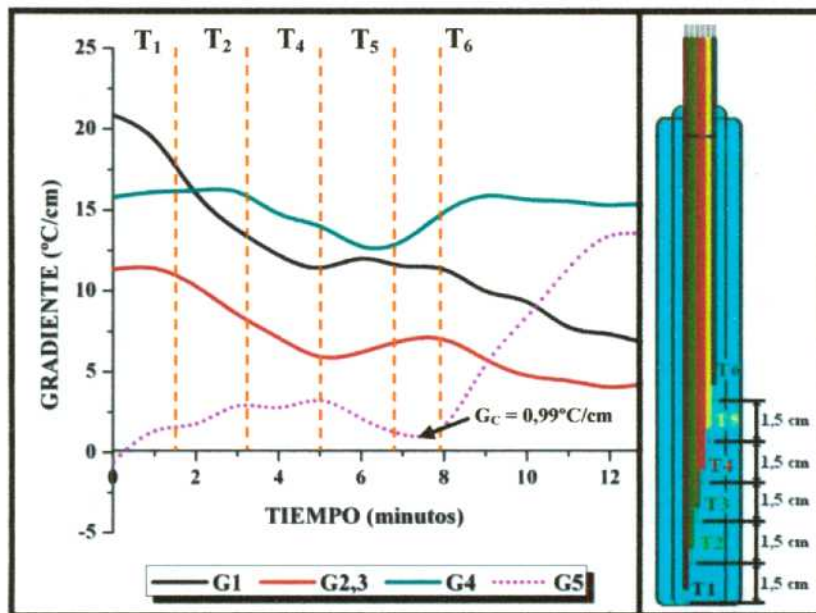 T1 T2 T4 T5 T6
GRADIENTE (ºC/cm)
25
20
15
10
5
0
-5
0 2 4 6 8 10 12
GC = 0,99ºC/cm
TIEMPO (minutos)
G1 G2,3 G4 G5
T6
T5
T4
T3
T2
T1
1,5 cm
1,5 cm
1,5 cm
1,5 cm
1,5 cm